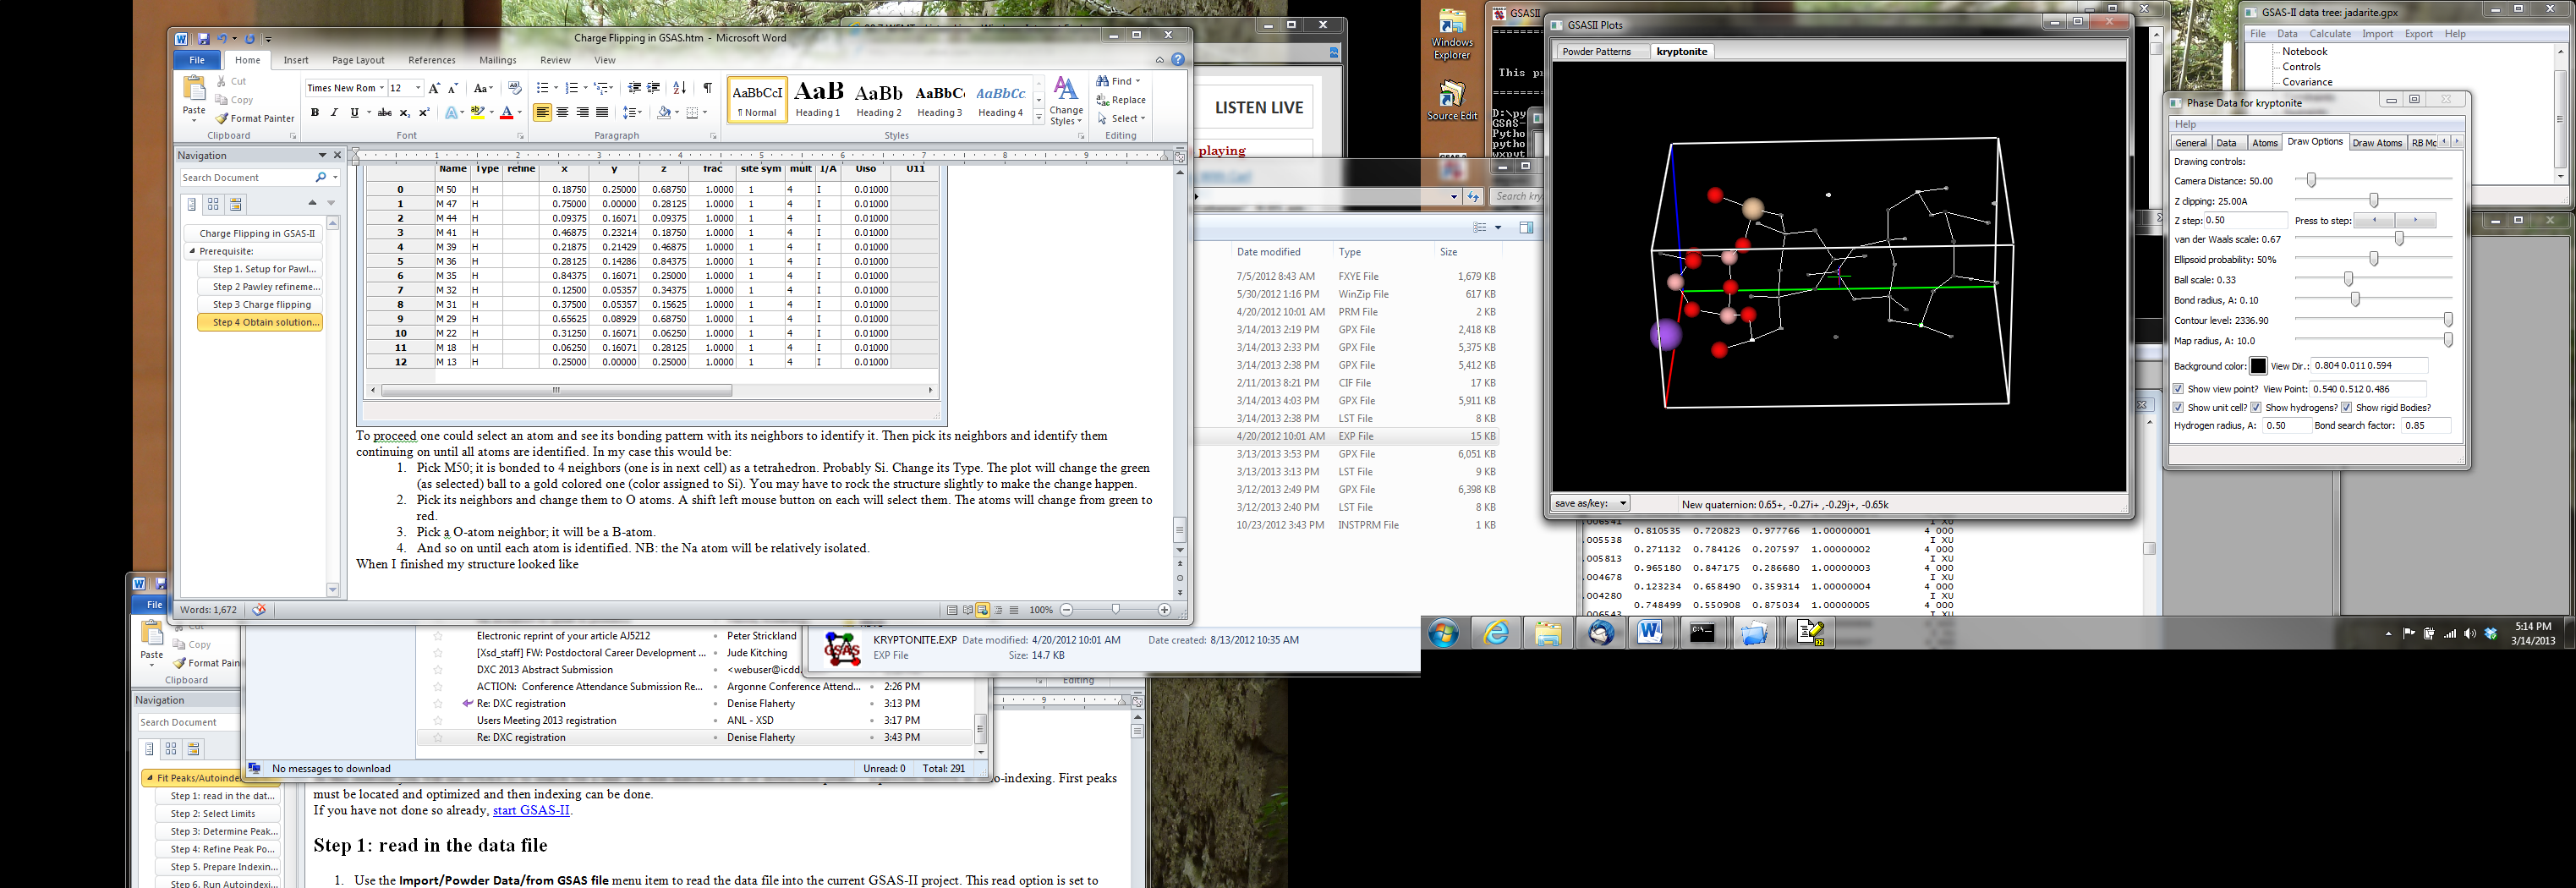 Charge Flipping in GSAS.htm - Microsoft Word
File Home Insert Page Layout References Mailings Review View
Paste
Cut
Copy
Format Painter
Clipboard
Times New Rom 12
Font
Paragraph
AaBbCcI AaB AaBb AaBbC AaBbCc
¶ Normal Heading 1 Heading 2 Heading 3 Heading 4
Styles
Change Styles
Find
Replace
Select
Editing
Navigation
Search Document
Charge Flipping in GSAS-II
Prerequisite:
Step 1. Setup for Pawl...
Step 2 Pawley refineme...
Step 3 Charge flipping
Step 4 Obtain solution...
Name Type refine x y z frac site sym mult I/A Uiso U11
0 M 50 H 0.18750 0.25000 0.68750 1.0000 1 4 I 0.01000
1 M 47 H 0.75000 0.00000 0.28125 1.0000 1 4 I 0.01000
2 M 44 H 0.09375 0.16071 0.09375 1.0000 1 4 I 0.01000
3 M 41 H 0.46875 0.23214 0.18750 1.0000 1 4 I 0.01000
4 M 39 H 0.21875 0.21429 0.46875 1.0000 1 4 I 0.01000
5 M 36 H 0.28125 0.14286 0.84375 1.0000 1 4 I 0.01000
6 M 35 H 0.84375 0.16071 0.25000 1.0000 1 4 I 0.01000
7 M 32 H 0.12500 0.05357 0.34375 1.0000 1 4 I 0.01000
8 M 31 H 0.37500 0.05357 0.15625 1.0000 1 4 I 0.01000
9 M 29 H 0.65625 0.08929 0.68750 1.0000 1 4 I 0.01000
10 M 22 H 0.31250 0.16071 0.06250 1.0000 1 4 I 0.01000
11 M 18 H 0.06250 0.16071 0.28125 1.0000 1 4 I 0.01000
12 M 13 H 0.25000 0.00000 0.25000 1.0000 1 4 I 0.01000
To proceed one could select an atom and see its bonding pattern with its neighbors to identify it. Then pick its neighbors and identify them
continuing on until all atoms are identified. In my case this would be:
1. Pick M50; it is bonded to 4 neighbors (one is in next cell) as a tetrahedron. Probably Si. Change its Type. The plot will change the green
(as selected) ball to a gold colored one (color assigned to Si). You may have to rock the structure slightly to make the change happen.
2. Pick its neighbors and change them to O atoms. A shift left mouse button on each will select them. The atoms will change from green to
red.
3. Pick a O-atom neighbor; it will be a B-atom.
4. And so on until each atom is identified. NB: the Na atom will be relatively isolated.
When I finished my structure looked like
Words: 1,672
100%
LISTEN LIVE
playing
Date modified Type Size
7/5/2012 8:43 AM FXYE File 1,679 KB
5/30/2012 1:16 PM WinZip File 617 KB
4/20/2012 10:01 AM PRM File 2 KB
3/14/2013 2:19 PM GPX File 2,418 KB
3/14/2013 2:33 PM GPX File 5,375 KB
3/14/2013 2:38 PM GPX File 5,412 KB
2/11/2013 8:21 PM CIF File 17 KB
3/14/2013 4:03 PM GPX File 5,911 KB
3/14/2013 2:38 PM LST File 8 KB
4/20/2012 10:01 AM EXP File 15 KB
3/13/2013 3:53 PM GPX File 6,051 KB
3/13/2013 3:13 PM LST File 9 KB
3/12/2013 2:49 PM GPX File 6,398 KB
3/12/2013 2:40 PM LST File 8 KB
10/23/2012 3:43 PM INSTPRM File 1 KB
KRYPTONITE.EXP Date modified: 4/20/2012 10:01 AM Date created: 8/13/2012 10:35 AM
EXP File Size: 14.7 KB
Windows Explorer
Source Edit
GSASII
This pr
D:\py
GSAS-
Pytho
pytho
wxpyt
GSASII Plots
Powder Patterns kryptonite
save as/key: New quaternion: 0.65+, -0.27i+ ,-0.29j+, -0.65k
GSAS-II data tree: jadarite.gpx
File Data Calculate Import Export Help
Notebook
Controls
Covariance
Phase Data for kryptonite
Help
General Data Atoms Draw Options Draw Atoms RB Mc
Drawing controls:
Camera Distance: 50.00
Z clipping: 25.00A
Z step: 0.50 Press to step:
van der Waals scale: 0.67
Ellipsoid probability: 50%
Ball scale: 0.33
Bond radius, A: 0.10
Contour level: 2336.90
Map radius, A: 10.0
Background color: View Dir.: 0.804 0.011 0.594
Show view point? View Point: 0.540 0.512 0.486
Show unit cell? Show hydrogens? Show rigid Bodies?
Hydrogen radius, A: 0.50 Bond search factor: 0.85
.006541 I XU
0.810535 0.720823 0.977766 1.00000001 4 000
.005538 I XU
0.271132 0.784126 0.207597 1.00000002 4 000
.005813 I XU
0.965180 0.847175 0.286680 1.00000003 4 000
.004678 I XU
0.123234 0.658490 0.359314 1.00000004 4 000
.004280 I XU
0.748499 0.550908 0.875034 1.00000005 4 000
.006543 I XU
5:14 PM
3/14/2013
File
Paste
Cut
Copy
Format Pain
Clipboard
Editing
Navigation
Search Document
Fit Peaks/Autoinde
Step 1: read in the dat...
Step 2: Select Limits
Step 3: Determine Peak...
Step 4: Refine Peak Po...
Step 5. Prepare Indexin...
Step 6. Run Autoindexi...
Electronic reprint of your article AJ5212 Peter Strickland
[Xsd_staff] FW: Postdoctoral Career Development ... Jude Kitching
DXC 2013 Abstract Submission <webuser@icdd.
ACTION: Conference Attendance Submission Re... Argonne Conference Attend... 2:26 PM
Re: DXC registration Denise Flaherty 3:13 PM
Users Meeting 2013 registration ANL - XSD 3:17 PM
Re: DXC registration Denise Flaherty 3:43 PM
No messages to download Unread: 0 Total: 291
o-indexing. First peaks
must be located and optimized and then indexing can be done.
If you have not done so already, start GSAS-II.
Step 1: read in the data file
1. Use the Import/Powder Data/from GSAS file menu item to read the data file into the current GSAS-II project. This read option is set to